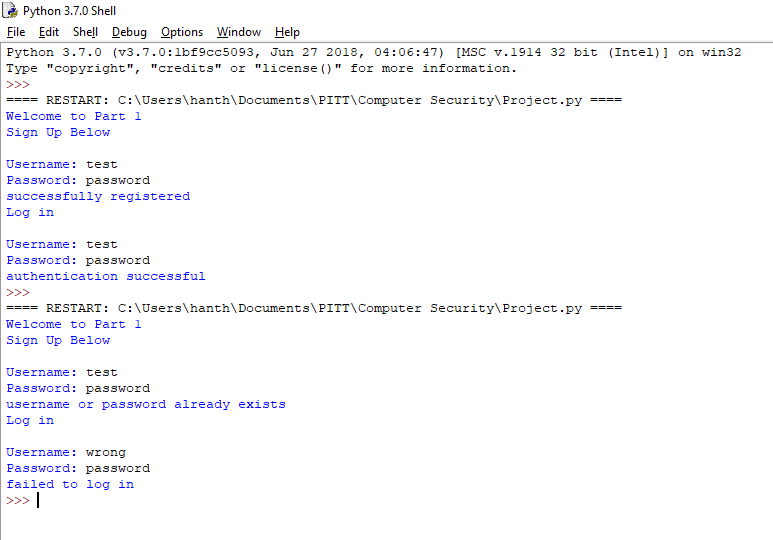 Python 3.7.0 Shell
File Edit Shell Debug Options Window Help
Python 3.7.0 (v3.7.0:1bf9cc5093, Jun 27 2018, 04:06:47) [MSC v.1914 32 bit (Intel)] on win32
Type "copyright", "credits" or "license()" for more information.
>>>
==== RESTART: C:\Users\hanth\Documents\PITT\Computer Security\Project.py ====
Welcome to Part 1
Sign Up Below

Username: test
Password: password
successfully registered
Log in

Username: test
Password: password
authentication successful
>>>
==== RESTART: C:\Users\hanth\Documents\PITT\Computer Security\Project.py ====
Welcome to Part 1
Sign Up Below

Username: test
Password: password
username or password already exists
Log in

Username: wrong
Password: password
failed to log in
>>>